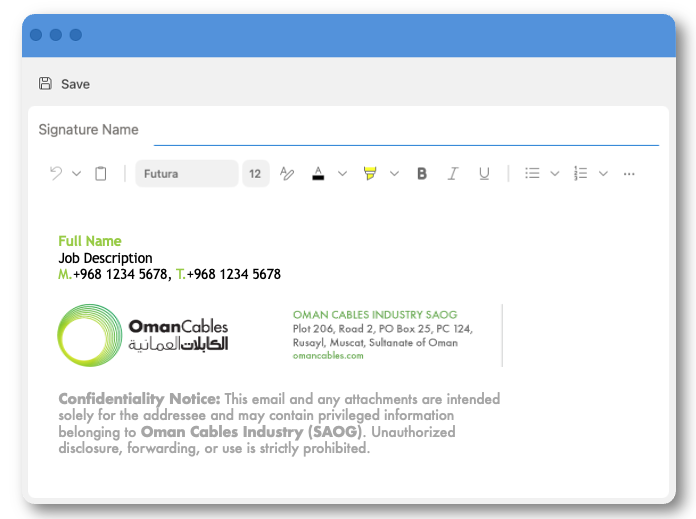 Save
Signature Name
Futura 12 A B I U ...
Full Name
Job Description
M.+968 1234 5678, T.+968 1234 5678
OmanCables
الكابلات العمانية
OMAN CABLES INDUSTRY SAOG
Plot 206, Road 2, PO Box 25, PC 124,
Rusayl, Muscat, Sultanate of Oman
omancables.com
Confidentiality Notice: This email and any attachments are intended
solely for the addressee and may contain privileged information
belonging to Oman Cables Industry (SAOG). Unauthorized
disclosure, forwarding, or use is strictly prohibited.